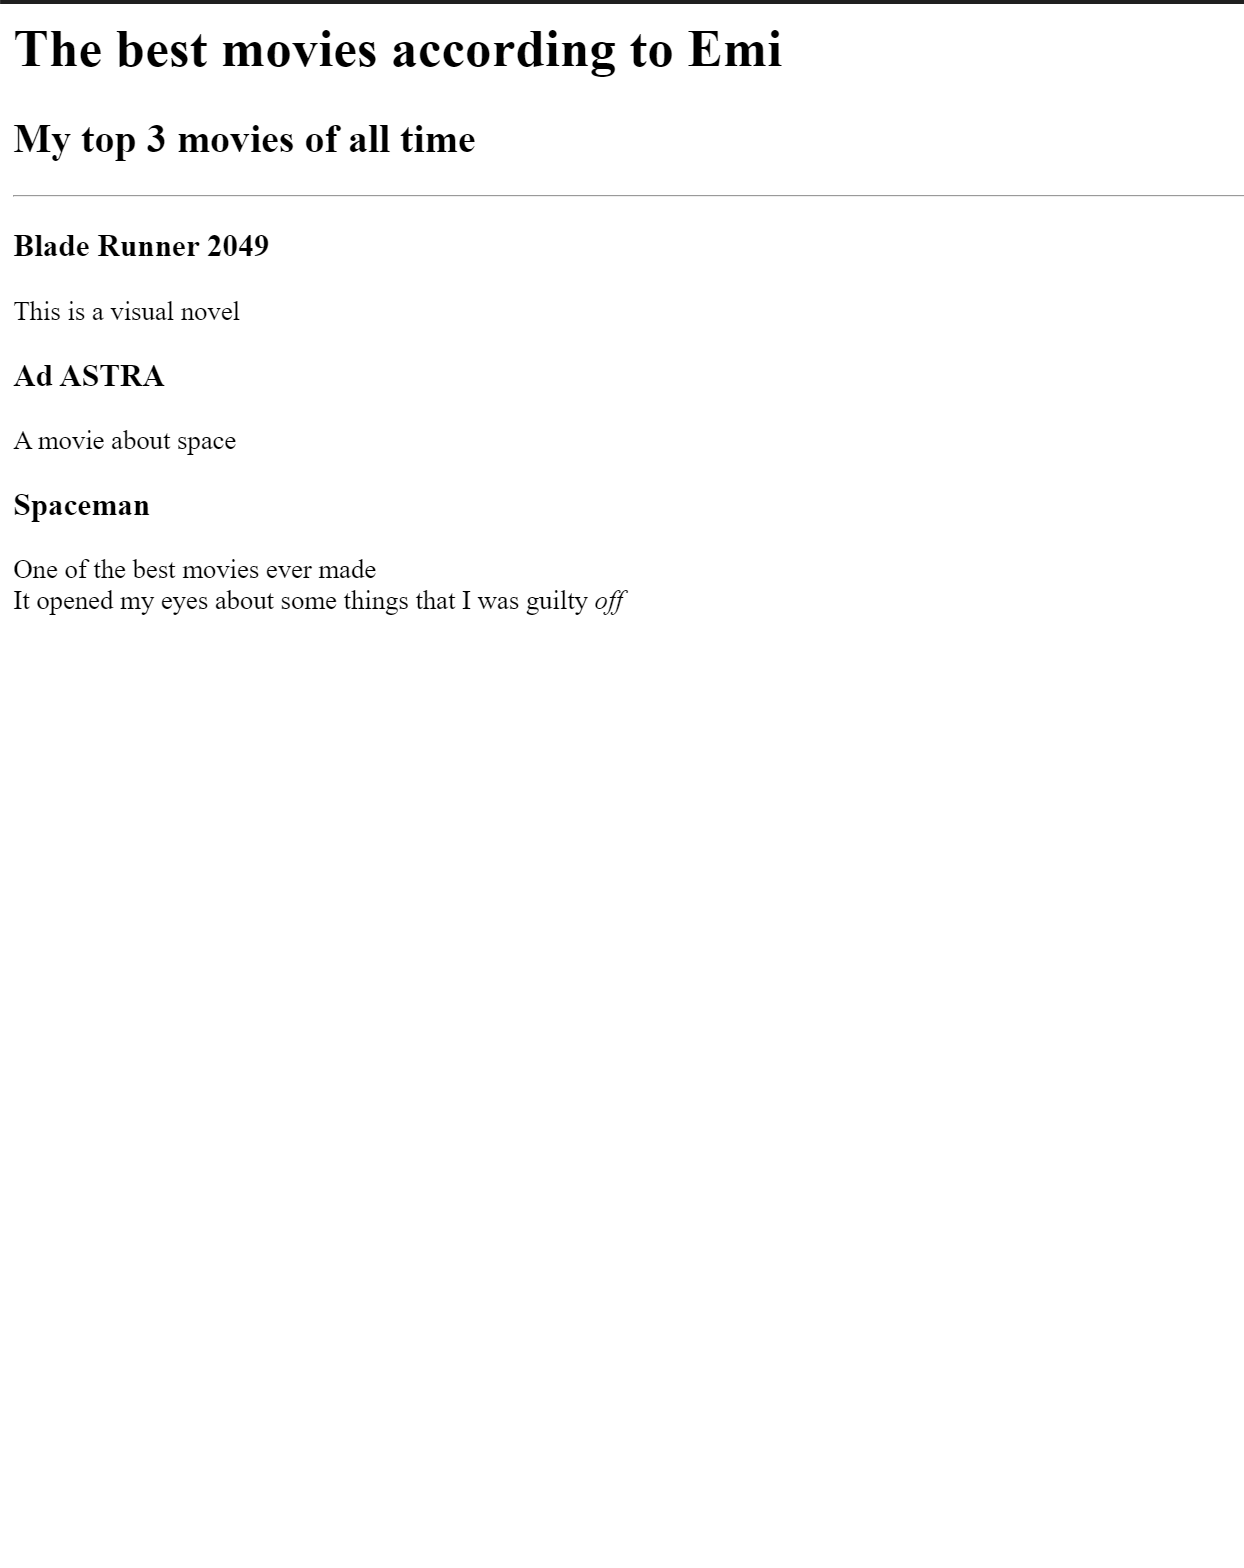 The best movies according to Emi
My top 3 movies of all time
Blade Runner 2049
This is a visual novel
Ad ASTRA
A movie about space
Spaceman
One of the best movies ever made
It opened my eyes about some things that I was guilty off